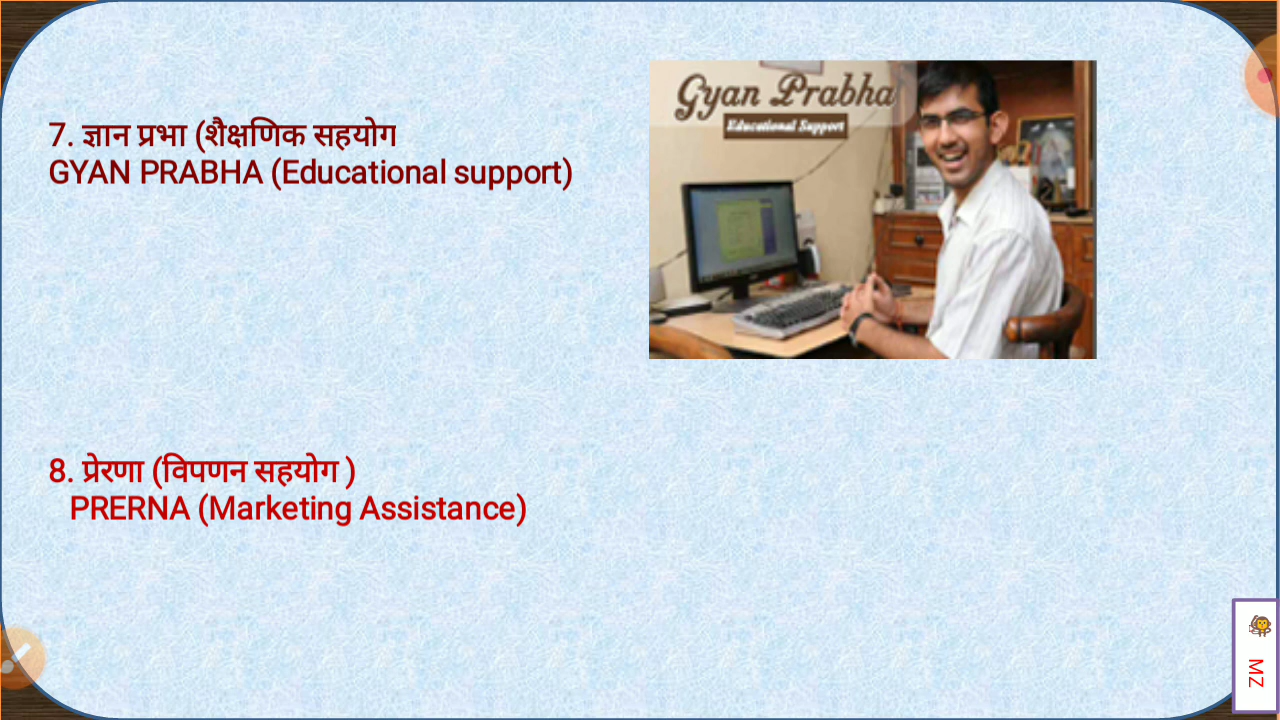 7. ज्ञान प्रभा (शैक्षणिक सहयोग
GYAN PRABHA (Educational support)
Gyan Prabha
Educational Support
8. प्रेरणा (विपणन सहयोग )
PRERNA (Marketing Assistance)
MZ